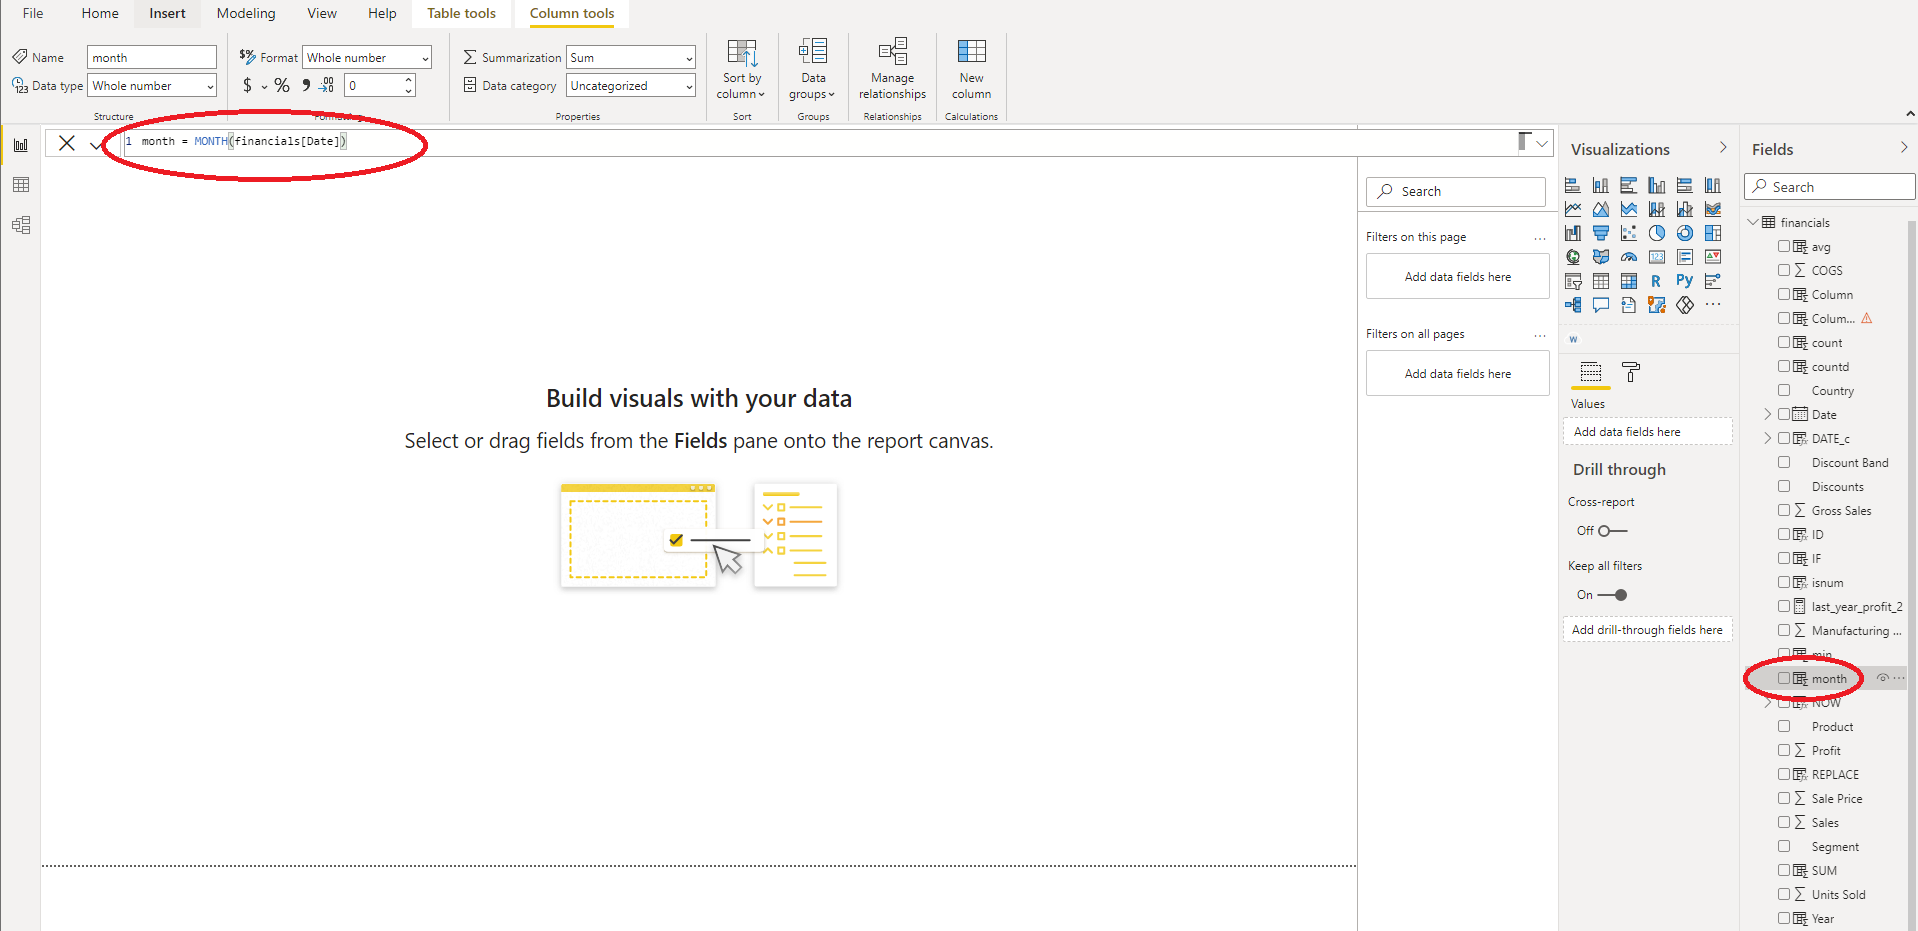 File Home Insert Modeling View Help Table tools Column tools
Name month
Data type Whole number
Structure
Format Whole number
$ % 0
Summarization Sum
Data category Uncategorized
Properties
Sort by
column
Sort
Data
groups
Groups
Manage
relationships
Relationships
New
column
Calculations
1 month = MONTH(financials[Date])
Build visuals with your data
Select or drag fields from the Fields pane onto the report canvas.
Search
Filters on this page ...
Add data fields here
Filters on all pages ...
Add data fields here
Visualizations
123
R Py
...
W
Values
Add data fields here
Drill through
Cross-report
Off
Keep all filters
On
Add drill-through fields here
Fields
Search
financials
avg
COGS
Column
Colum...
count
countd
Country
Date
DATE_c
Discount Band
Discounts
Gross Sales
ID
IF
isnum
last_year_profit_2
Manufacturing ...
min
month ...
NOW
Product
Profit
REPLACE
Sale Price
Sales
Segment
SUM
Units Sold
Year